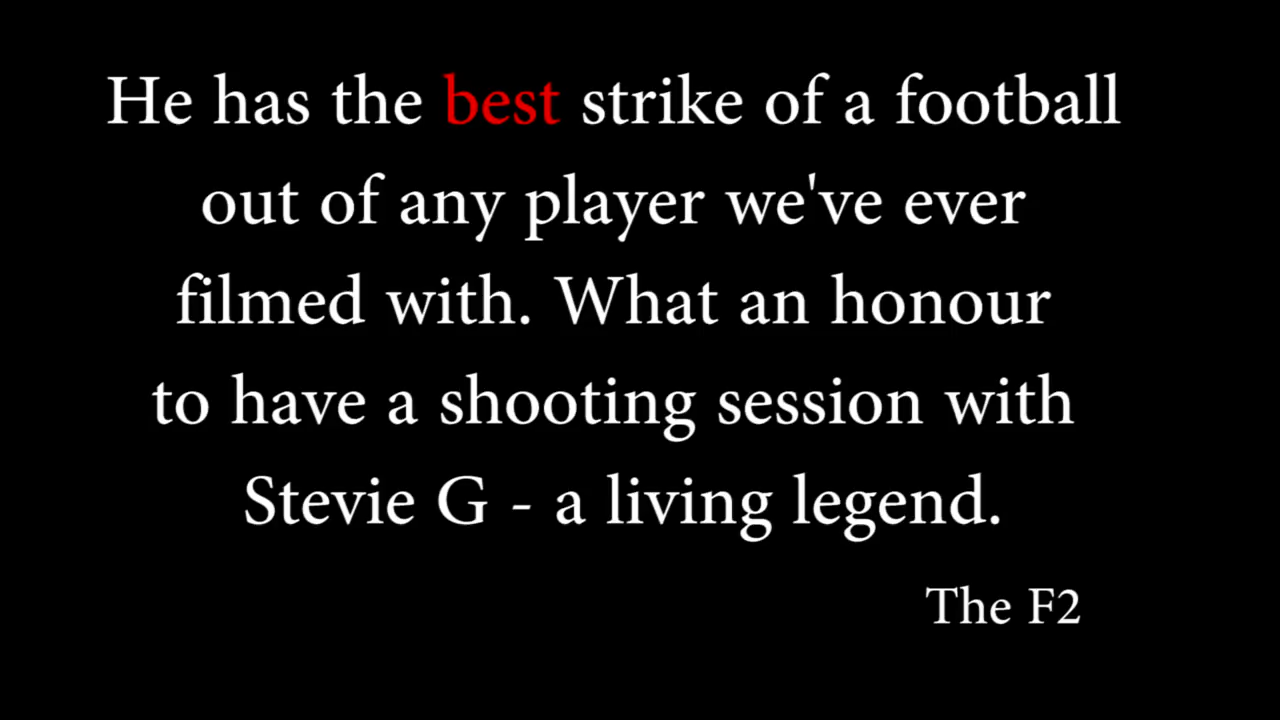 He has the best strike of a football
out of any player we've ever
filmed with. What an honour
to have a shooting session with
Stevie G - a living legend.
The F2